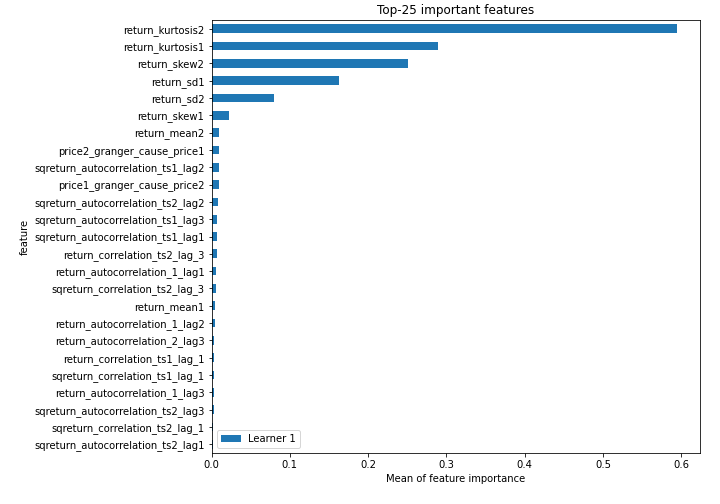 Top-25 important features
return_kurtosis2
return_kurtosis1
return_skew2
return_sd1
return_sd2
return_skew1
return_mean2
price2_granger_cause_price1
sqreturn_autocorrelation_ts1_lag2
price1_granger_cause_price2
sqreturn_autocorrelation_ts2_lag2
sqreturn_autocorrelation_ts1_lag3
sqreturn_autocorrelation_ts1_lag1
return_correlation_ts2_lag_3
return_autocorrelation_1_lag1
sqreturn_correlation_ts2_lag_3
return_mean1
return_autocorrelation_1_lag2
return_autocorrelation_2_lag3
return_correlation_ts1_lag_1
sqreturn_correlation_ts1_lag_1
return_autocorrelation_1_lag3
sqreturn_autocorrelation_ts2_lag3
sqreturn_correlation_ts2_lag_1
sqreturn_autocorrelation_ts2_lag1
feature
Learner 1
0.0 0.1 0.2 0.3 0.4 0.5 0.6
Mean of feature importance